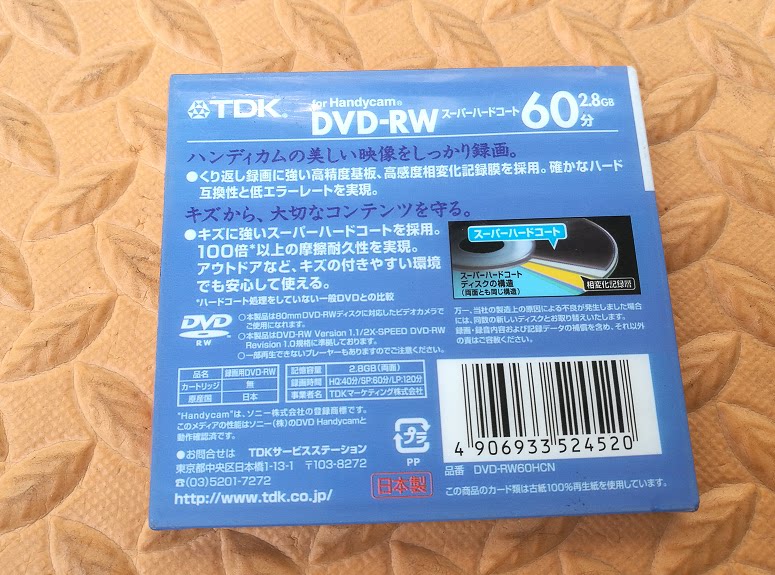 TDK
for Handycam®
DVD-RW スーパーハードコート 60分 2.8GB
ハンディカムの美しい映像をしっかり録画。
●くり返し録画に強い高精度基板、高感度相変化記録膜を採用。確かなハード
互換性と低エラーレートを実現。
キズから、大切なコンテンツを守る。
●キズに強いスーパーハードコートを採用。
100倍*以上の摩擦耐久性を実現。
アウトドアなど、キズの付きやすい環境
でも安心して使える。
*ハードコート処理をしていない一般DVDとの比較
スーパーハードコート
スーパーハードコート
ディスクの構造
(両面とも同じ構造)
相変化記録膜
DVD
RW
○本製品は80mmDVD-RWディスクに対応したビデオカメラで
ご使用になれます。
○本製品はDVD-RW Version 1.1/2X-SPEED DVD-RW
Revision 1.0規格に準拠しております。
○一部再生できないプレーヤーもありますのでご注意ください。
万一、当社の製造上の原因による不良が発生しました場合
には、同数の新しいディスクとお取り替えいたします。
録画・録音内容および記録データの補償を含め、それ以外
の責はご容赦ください。
品名 録画用DVD-RW 記憶容量 2.8GB(両面)
カートリッジ 無 録画時間 HQ:40分/SP:60分/LP:120分
原産国 日本 事業者名 TDKマーケティング株式会社
"Handycam"は、ソニー株式会社の登録商標です。
このメディアの性能はソニー(株)のDVD Handycamと
動作確認済です。
●お問合せは TDKサービスステーション
東京都中央区日本橋1-13-1 〒103-8272
☎(03)5201-7272
http://www.tdk.co.jp/
プラ
PP
日本製
4 906933 524520
品番 DVD-RW60HCN
この商品のカード類は古紙100%再生紙を使用しています。